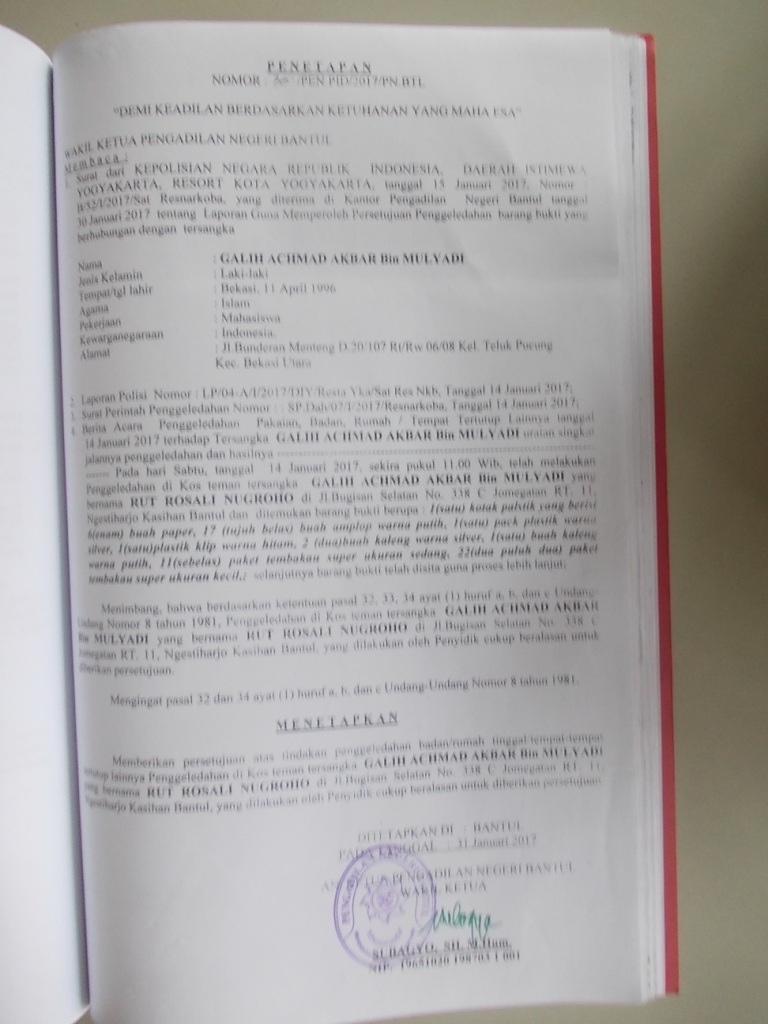 PENETAPAN
NOMOR : /PEN.PID/2017/PN.BTL
"DEMI KEADILAN BERDASARKAN KETUHANAN YANG MAHA ESA"
WAKIL KETUA PENGADILAN NEGERI BANTUL
Membaca :
1. Surat dari KEPOLISIAN NEGARA REPUBLIK INDONESIA, DAERAH ISTIMEWA
YOGYAKARTA, RESORT KOTA YOGYAKARTA, tanggal 15 Januari 2017, Nomor
/2017/Sat Resnarkoba, yang diterima di Kantor Pengadilan Negeri Bantul tanggal
30 Januari 2017 tentang Laporan Guna Memperoleh Persetujuan Penggeledahan barang bukti yang
berhubungan dengan tersangka
Nama : GALIH ACHMAD AKBAR Bin MULYADI
Jenis Kelamin : Laki-laki
Tempat/tgl lahir : Bekasi, 11 April 1996
Agama : Islam
Pekerjaan : Mahasiswa
Kewarganegaraan : Indonesia.
Alamat : Jl.Bunderan Menteng D.20/107 Rt/Rw 06/08 Kel. Teluk Pucung
Kec. Bekasi Utara
2. Laporan Polisi Nomor : LP/04-A/I/2017/DIY/Resta Yka/Sat Res Nkb, Tanggal 14 Januari 2017;
3. Surat Perintah Penggeledahan Nomor : : SP.Dah/07/I/2017/Resnarkoba, Tanggal 14 Januari 2017;
4. Berita Acara Penggeledahan Pakaian, Badan, Rumah / Tempat Tertutup Lainnya tanggal
14 Januari 2017 terhadap Tersangka GALIH ACHMAD AKBAR Bin MULYADI uraian singkat
jalannya penggeledahan dan hasilnya ------------------------------
------ Pada hari Sabtu, tanggal 14 Januari 2017, sekira pukul 11.00 Wib, telah melakukan
Penggeledahan di Kos teman tersangka GALIH ACHMAD AKBAR Bin MULYADI yang
bernama RUT ROSALI NUGROHO di Jl.Bugisan Selatan No. 338 C Jomegatan RT. 11,
Ngestiharjo Kasihan Bantul dan ditemukan barang bukti berupa : 1(satu) kotak palstik yang berisi
6(enam) buah paper, 17 (tujuh belas) buah amplop warna putih, 1(satu) pack plastik warna
silver, 1(satu)plastik klip warna hitam, 2 (dua)buah kaleng warna silver, 1(satu) buah kaleng
warna putih, 11(sebelas) paket tembakau super ukuran sedang, 22(dua puluh dua) paket
tembakau super ukuran kecil.; selanjutnya barang bukti telah disita guna proses lebih lanjut;
Menimbang, bahwa berdasarkan ketentuan pasal 32, 33, 34 ayat (1) huruf a, b, dan c Undang-
Undang Nomor 8 tahun 1981, Penggeledahan di Kos teman tersangka GALIH ACHMAD AKBAR
Bin MULYADI yang bernama RUT ROSALI NUGROHO di Jl.Bugisan Selatan No. 338 C
Jomegatan RT. 11, Ngestiharjo Kasihan Bantul, yang dilakukan oleh Penyidik cukup beralasan untuk
diberikan persetujuan.
Mengingat pasal 32 dan 34 ayat (1) huruf a, b, dan c Undang-Undang Nomor 8 tahun 1981.
MENETAPKAN
Memberikan persetujuan atas tindakan penggeledahan badan/rumah tinggal/tempat-tempat
tertutup lainnya Penggeledahan di Kos teman tersangka GALIH ACHMAD AKBAR Bin MULYADI
yang bernama RUT ROSALI NUGROHO di Jl.Bugisan Selatan No. 338 C Jomegatan RT. 11,
Ngestiharjo Kasihan Bantul, yang dilakukan oleh Penyidik cukup beralasan untuk diberikan persetujuan.
DITETAPKAN DI : BANTUL
PADA TANGGAL : 31 Januari 2017
KETUA PENGADILAN NEGERI BANTUL
WAKIL KETUA
SUBAGYO, SH. M.Hum.
NIP. 19651020 198703 1 001